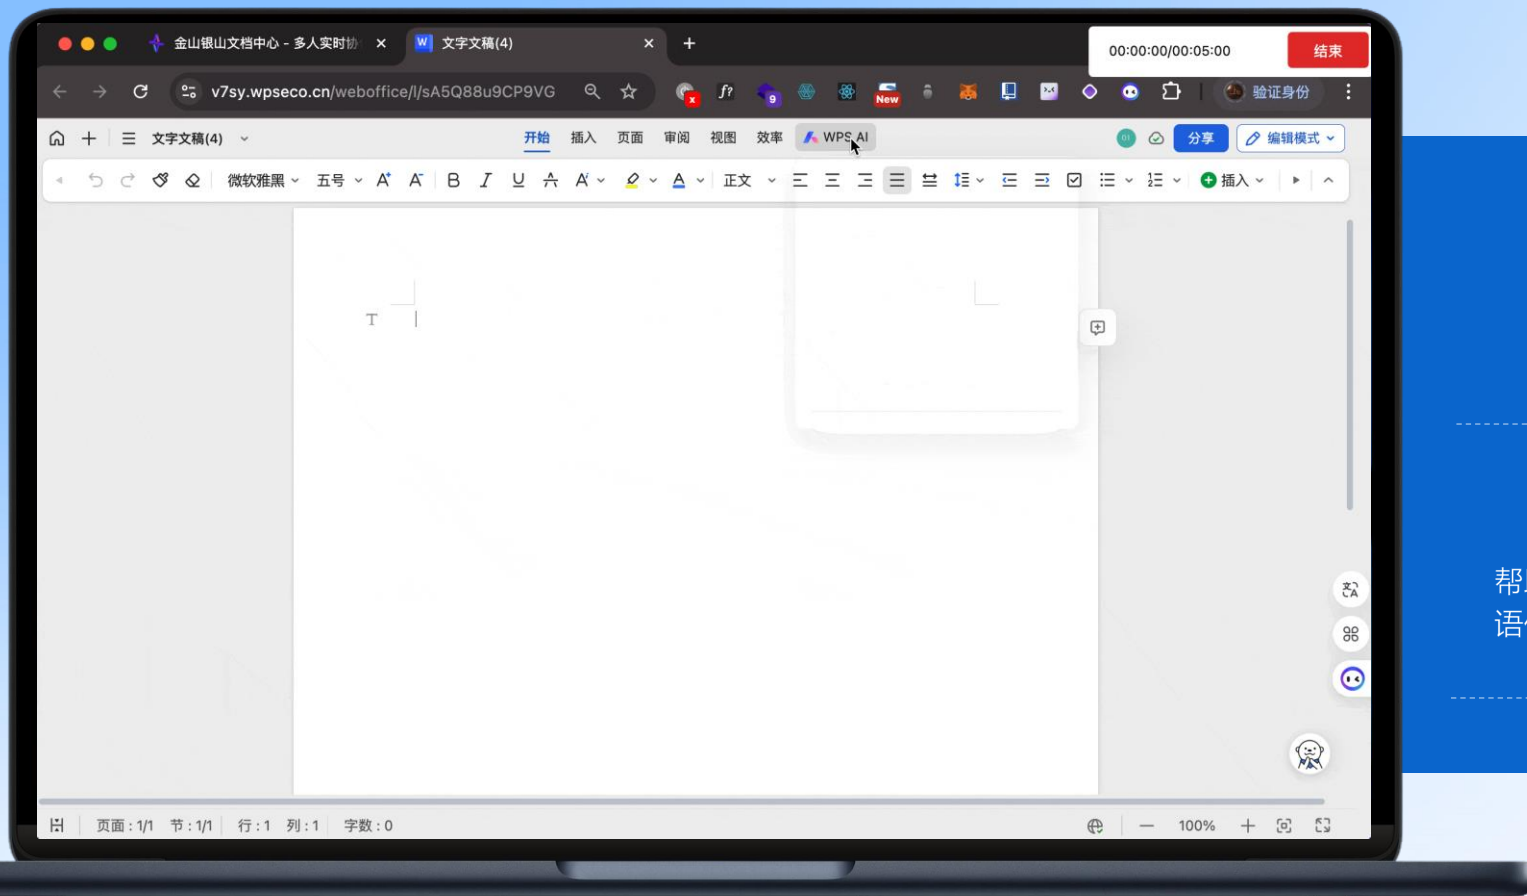 金山银山文档中心 - 多人实时协
文字文稿(4)
00:00:00/00:05:00
结束
v7sy.wpseco.cn/weboffice/l/sA5Q88u9CP9VG
f?
9
New
验证身份
文字文稿(4)
开始 插入 页面 审阅 视图 效率 WPS AI
分享
编辑模式
微软雅黑 五号 A+ A- B I U A A A 正文 插入
T
帮
语
页面：1/1 节：1/1 行：1 列：1 字数：0
100%